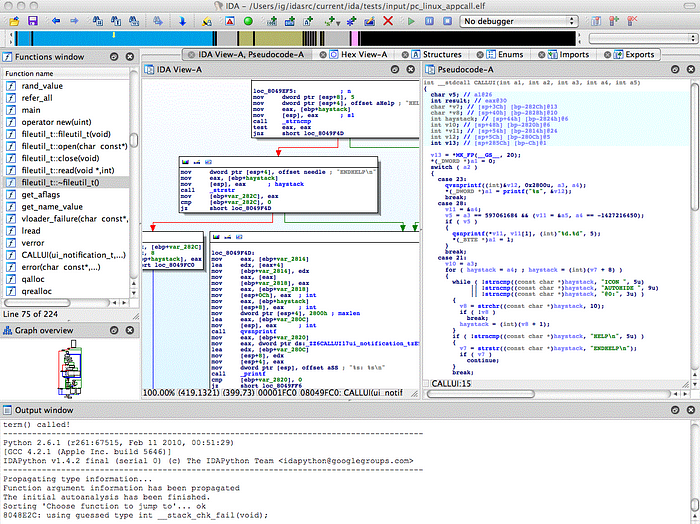 IDA - /Users/ig/idasrc/current/ida/tests/input/pc_linux_appcall.elf
No debugger
Functions window
Function name
rand_value
refer_all
main
operator new(uint)
fileutil_t::fileutil_t(void)
fileutil_t::open(char const*)
fileutil_t::close(void)
fileutil_t::read(void *,int)
fileutil_t::~fileutil_t()
get_aflags
get_name_value
vloader_failure(char const*,
lread
verror
CALLUI(ui_notification_t,...)
error(char const*,...)
qalloc
qrealloc
Line 75 of 224
Graph overview
IDA View-A, Pseudocode-A
Hex View-A
Structures
Enums
Imports
Exports
IDA View-A
loc_8049EF5: ; n
mov dword ptr [esp+8], 5
mov dword ptr [esp+4], offset aHelp ; "HELP
mov eax, [ebp+haystack]
mov [esp], eax ; s1
call _strncmp
test eax, eax
jnz short loc_8049F4D
mov dword ptr [esp+4], offset needle ; "ENDHELP\n"
mov eax, [ebp+haystack]
mov [esp], eax ; haystack
call _strstr
mov [ebp+var_282C], eax
cmp [ebp+var_282C], 0
jz short loc_8049F4D
, [ebp+var_282C]
, 8
bp+haystack], eax
ort loc_8049FC0
loc_8049F4D:
mov eax, [ebp+var_2814]
lea edx, [eax+4]
mov [ebp+var_2814], edx
mov eax, [eax]
mov [ebp+var_2818], eax
mov eax, [ebp+var_2818]
mov [esp+0Ch], eax ; int
mov eax, [ebp+haystack]
mov [esp+8], eax ; int
mov dword ptr [esp+4], 2800h ; maxlen
lea eax, [ebp+var_280C]
mov [esp], eax ; int
call qvsnprintf
mov eax, [ebp+var_2820]
mov eax, [esp+8], edx
lea eax, [ebp+var_280C]
mov [esp+4], eax
mov dword ptr [esp], offset aSS ; "%s: %s\n"
call _printf
cmp [ebp+var_2820], 0
js short loc_8049FF6
100.00% (419,1321) (399,73) 00001FC0 08049FC0: CALLUI(ui_notif
Pseudocode-A
int __stdcall CALLUI(int a1, int a2, int a3, int a4, int a5)
{
char v5; // al@26
int result; // eax@30
char *v7; // [sp+3Ch] [bp-282Ch]@13
char *v8; // [sp+40h] [bp-2828h]@10
int haystack; // [sp+44h] [bp-2824h]@6
int v10; // [sp+48h] [bp-2820h]@6
int *v11; // [sp+54h] [bp-2814h]@24
int v12; // [sp+5Ch] [bp-280Ch]@5
int v13; // [sp+285Ch] [bp-Ch]@1
v13 = *MK_FP(__GS__, 20);
*(_DWORD *)a1 = 0;
switch ( a2 )
{
case 23:
qvsnprintf((int)&v12, 0x2800u, a3, a4);
*(_DWORD *)a1 = printf("%s", &v12);
break;
case 28:
v11 = &a4;
v5 = a3 == 597061684 && (v11 = &a5, a4 == -1427216450);
if ( v5 )
{
qsnprintf(*v11, v11[1], (int)"%d.%d", 5);
*(_BYTE *)a1 = 1;
}
break;
case 21:
v10 = a3;
for ( haystack = a4; ; haystack = (int)(v7 + 8) )
{
while ( !strncmp((const char *)haystack, "ICON ", 5u)
|| !strncmp((const char *)haystack, "AUTOHIDE ", 9u)
|| !strncmp((const char *)haystack, "@0:", 3u) )
{
v8 = strchr((const char *)haystack, 10);
if ( !v8 )
break;
haystack = (int)(v8 + 1);
}
if ( !strncmp((const char *)haystack, "HELP\n", 5u) )
{
v7 = strstr((const char *)haystack, "ENDHELP\n");
if ( v7 )
continue;
}
break;
CALLUI:15
Output window
term() called!
Python 2.6.1 (r261:67515, Feb 11 2010, 00:51:29)
[GCC 4.2.1 (Apple Inc. build 5646)]
IDAPython v1.4.2 final (serial 0) (c) The IDAPython Team <idapython@googlegroups.com>
Propagating type information...
Function argument information has been propagated
The initial autoanalysis has been finished.
Sorting 'Choose function to jump to'... ok
8048E2C: using guessed type int __stack_chk_fail(void);